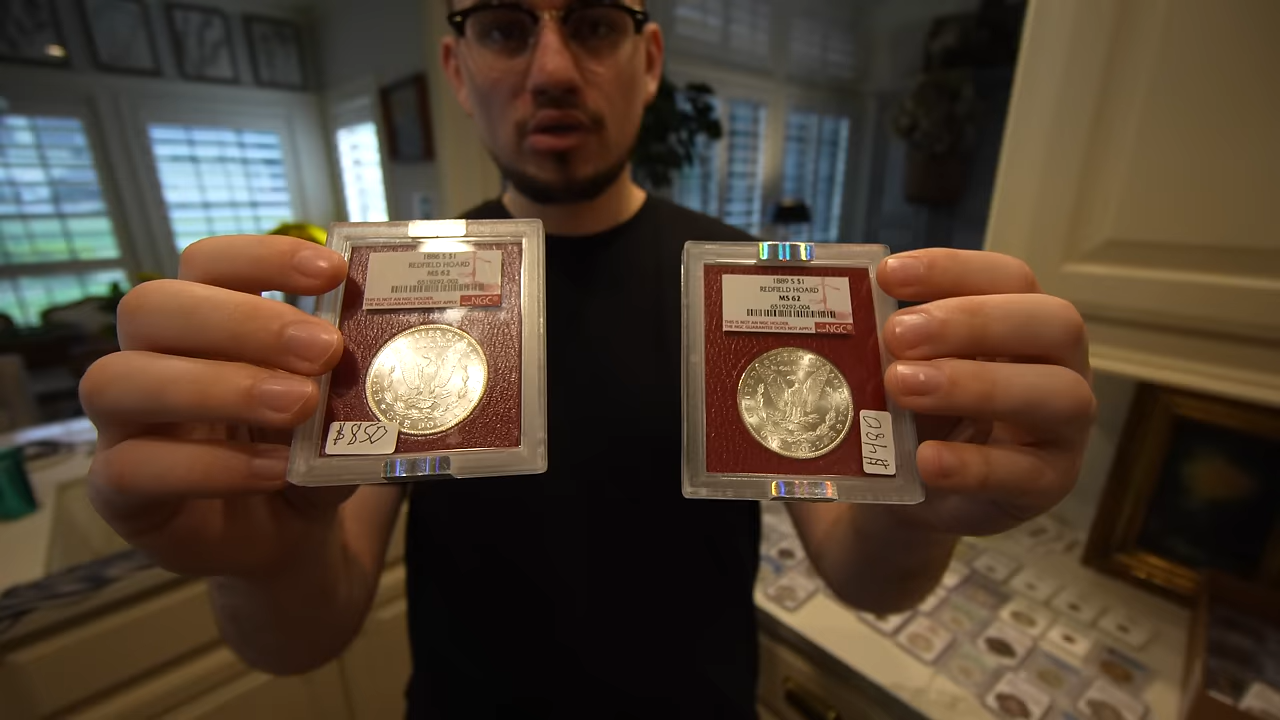 1886 S $1
REDFIELD HOARD
MS 62
6519292-002
THIS IS NOT AN NGC HOLDER.
THE NGC GUARANTEE DOES NOT APPLY.
NGC
$850
1889 S $1
REDFIELD HOARD
MS 62
6519292-004
THIS IS NOT AN NGC HOLDER.
THE NGC GUARANTEE DOES NOT APPLY.
NGC®
$480